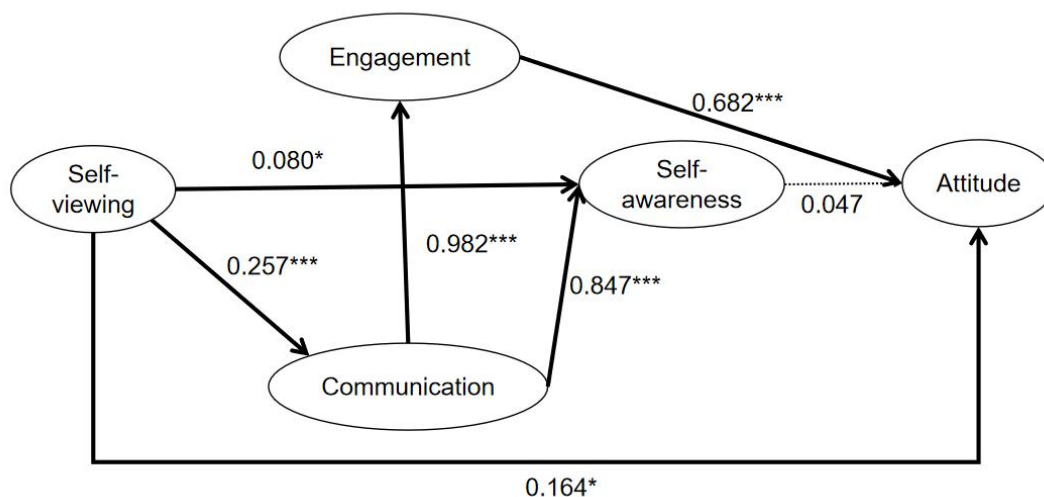 Engagement
0.682***
Self-
viewing
0.080*
Self-
awareness
0.047
Attitude
0.257***
0.982***
0.847***
Communication
0.164*